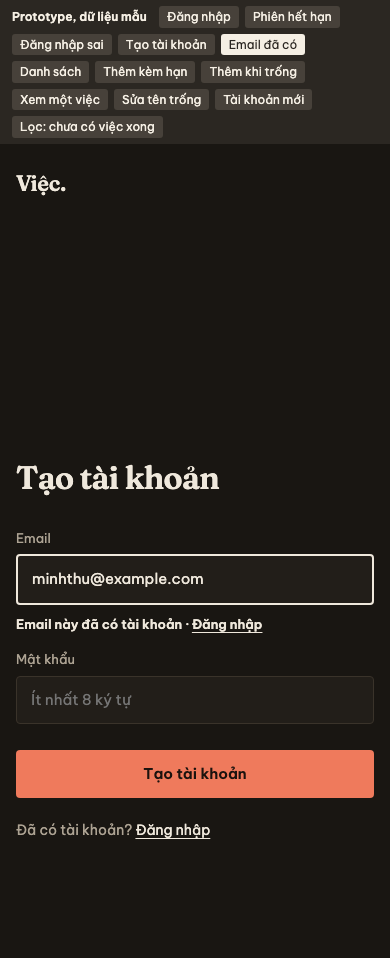 Prototype, dữ liệu mẫu Đăng nhập Phiên hết hạn
Đăng nhập sai Tạo tài khoản Email đã có
Danh sách Thêm kèm hạn Thêm khi trống
Xem một việc Sửa tên trống Tài khoản mới
Lọc: chưa có việc xong
Việc.
Tạo tài khoản
Email
minhthu@example.com
Email này đã có tài khoản · Đăng nhập
Mật khẩu
Ít nhất 8 ký tự
Tạo tài khoản
Đã có tài khoản? Đăng nhập